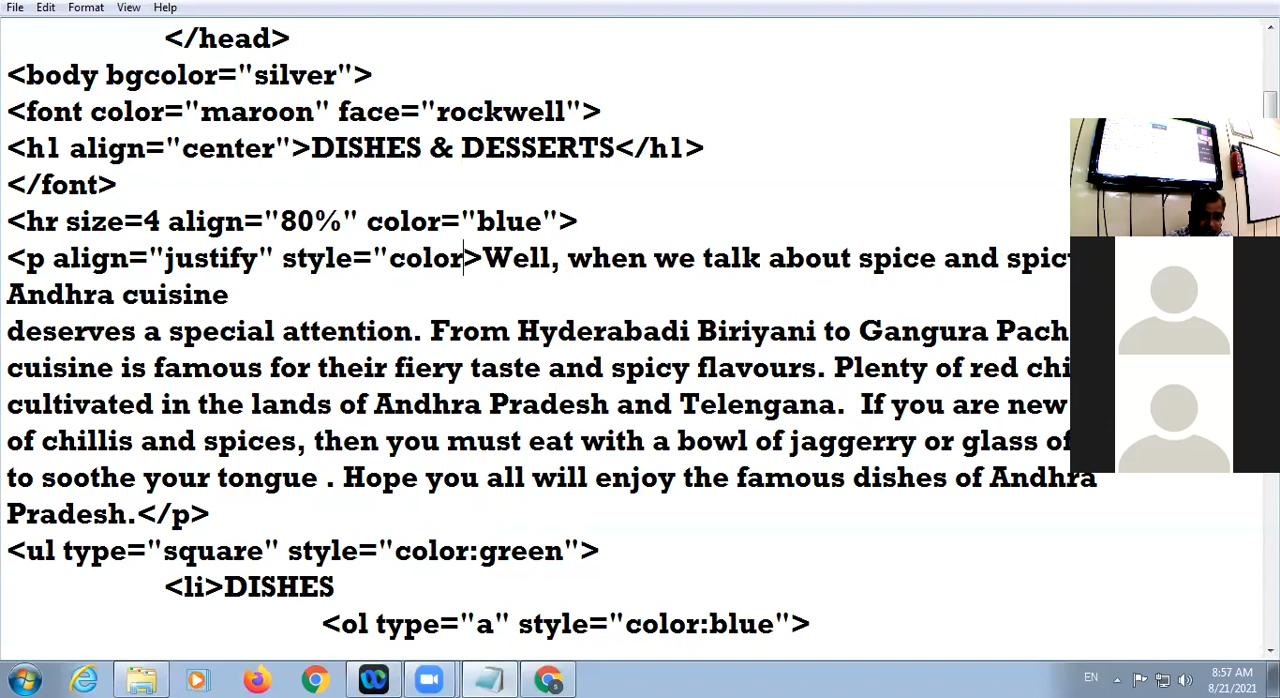 File Edit Format View Help
</head>
<body bgcolor="silver">
<font color="maroon" face="rockwell">
<h1 align="center">DISHES & DESSERTS</h1>
</font>
<hr size=4 align="80%" color="blue">
<p align="justify" style="color>Well, when we talk about spice and
Andhra cuisine
deserves a special attention. From Hyderabadi Biriyani to Gangura
cuisine is famous for their fiery taste and spicy flavours. Plenty of red
cultivated in the lands of Andhra Pradesh and Telengana. If you are new
of chillis and spices, then you must eat with a bowl of jaggerry or glass of
to soothe your tongue . Hope you all will enjoy the famous dishes of Andhra
Pradesh.</p>
<ul type="square" style="color:green">
<li>DISHES
<ol type="a" style="color:blue">
EN
8:57 AM
8/21/2021